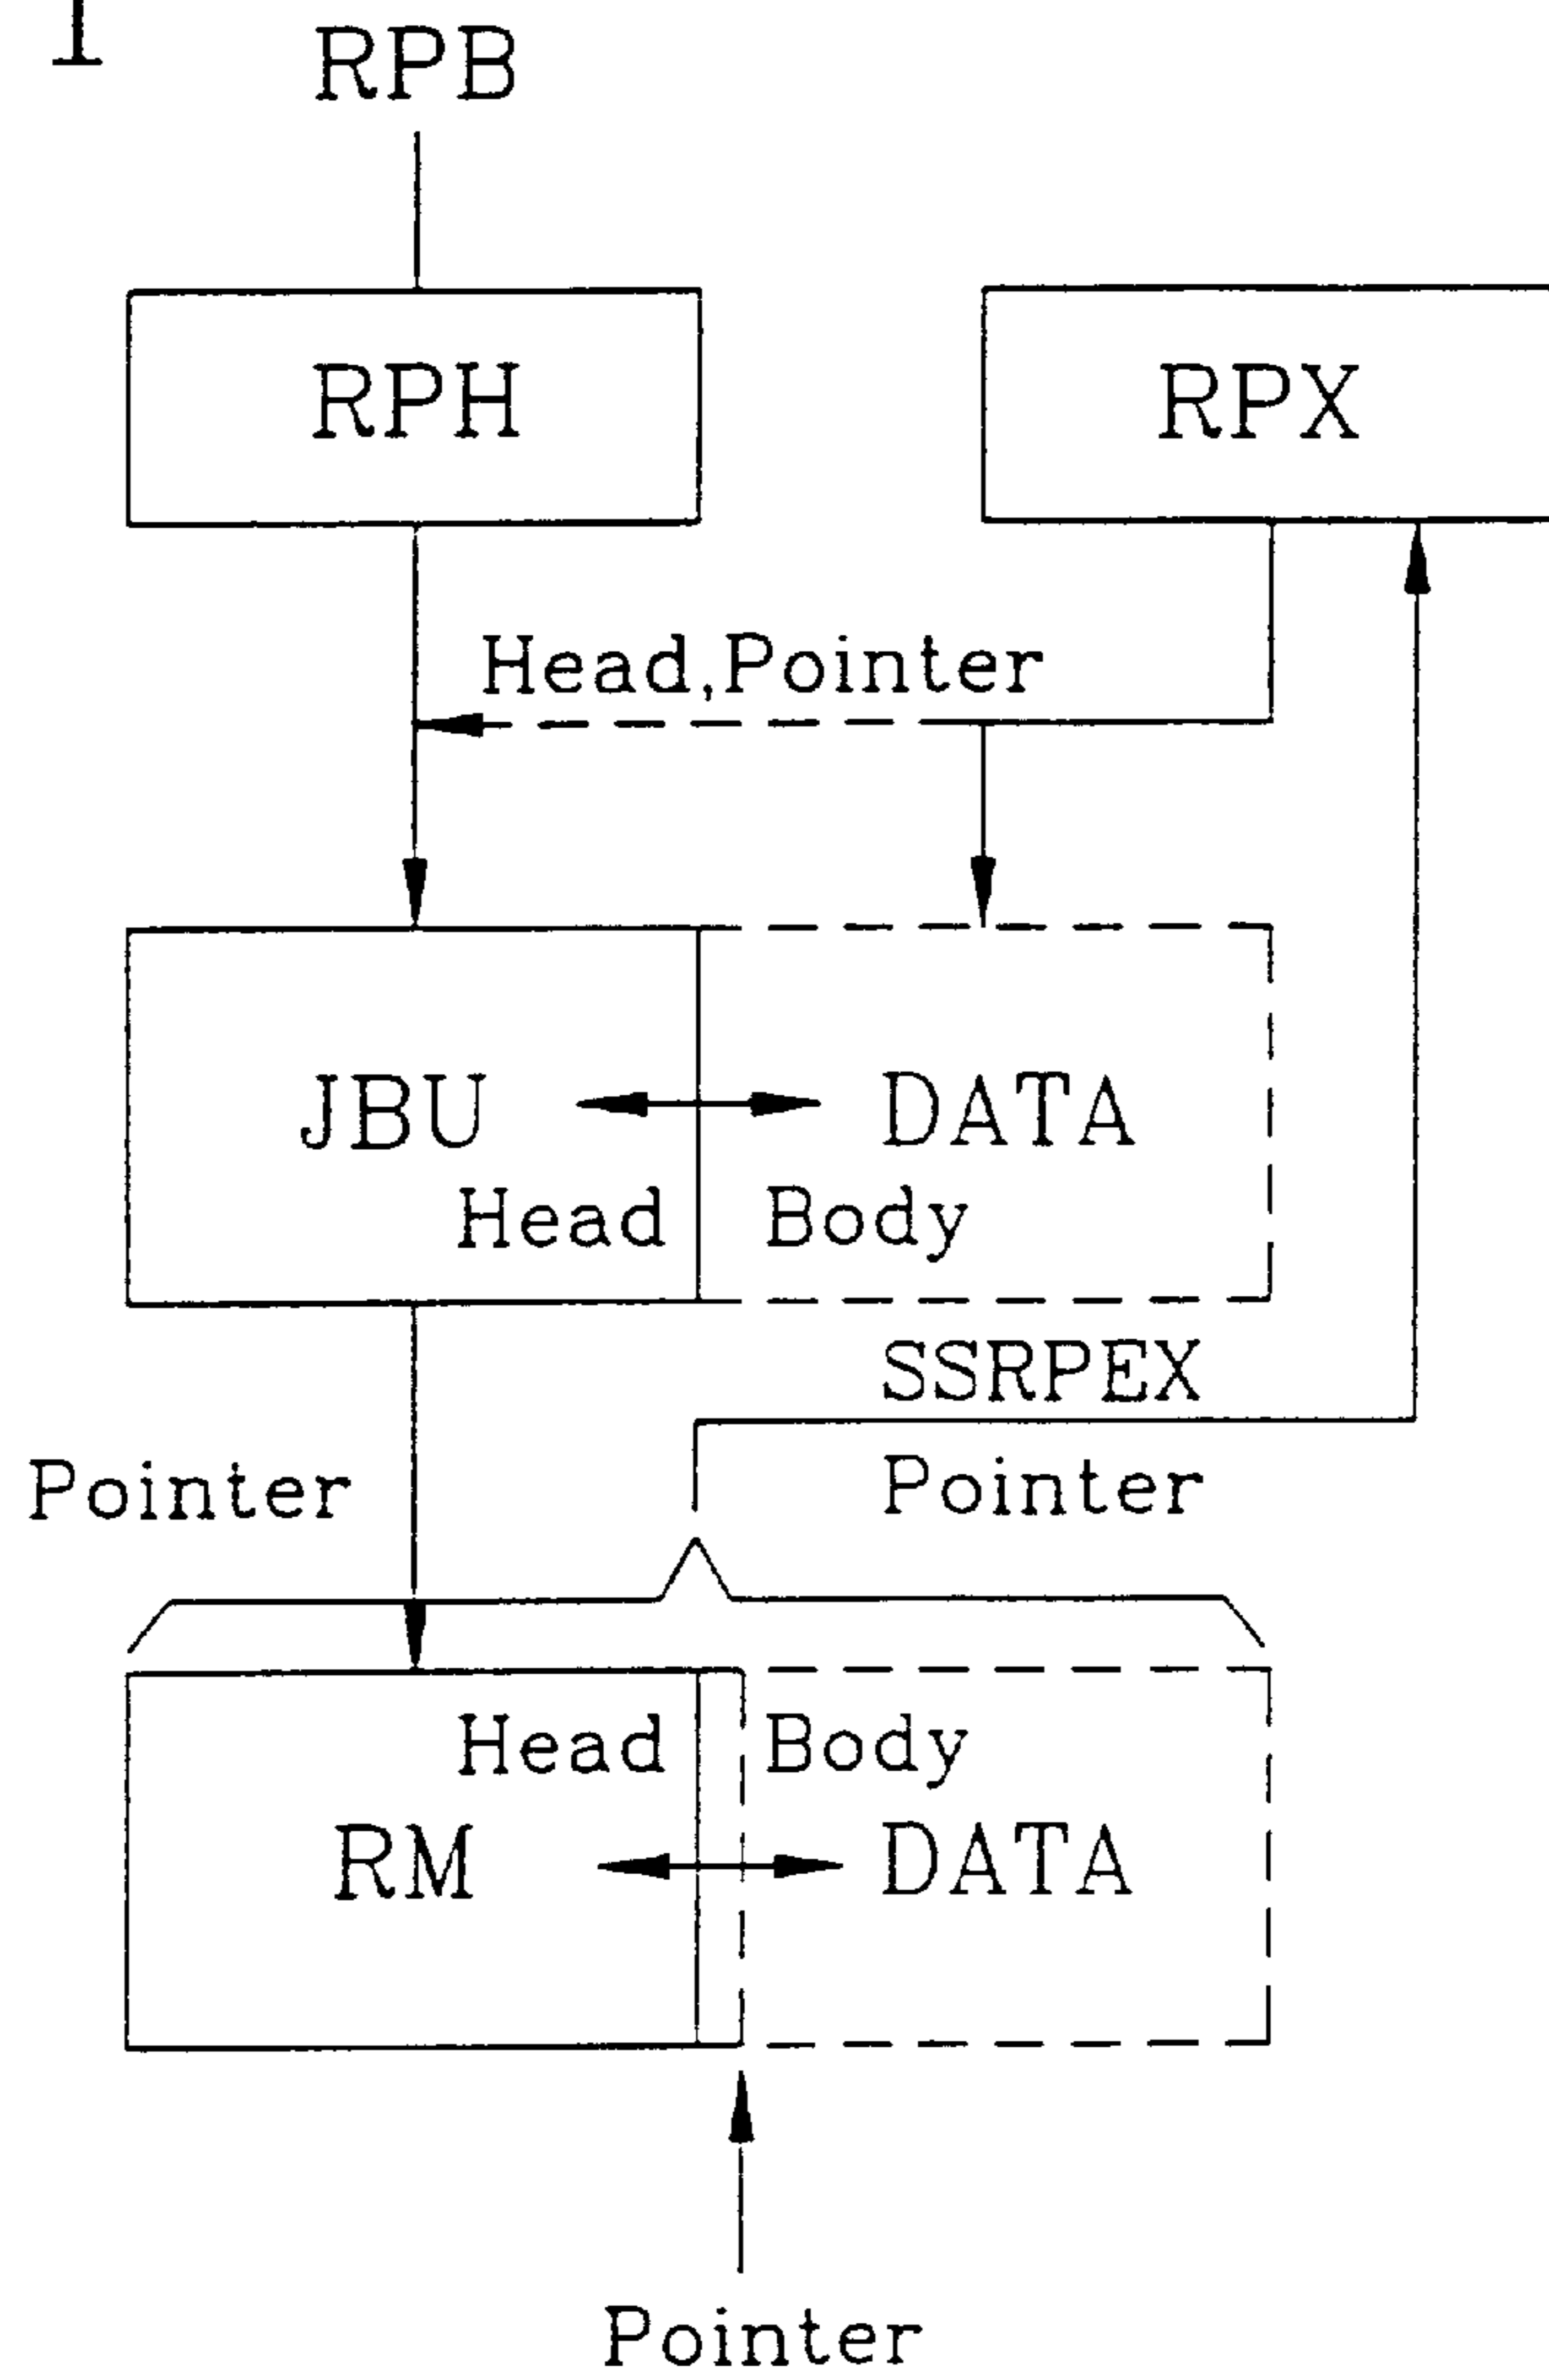 1
RPB
RPH
RPX
Head,Pointer
JBU
DATA
Head
Body
SSRPEX
Pointer
Pointer
Head
Body
RM
DATA
Pointer